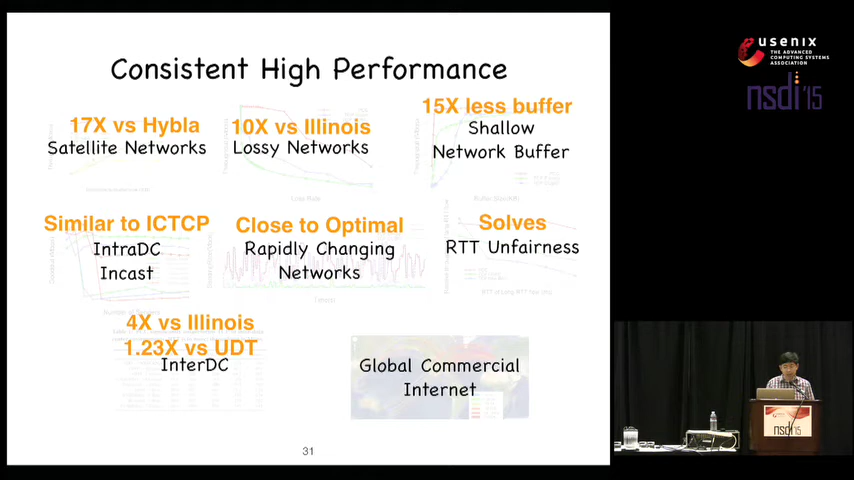 Consistent High Performance
17X vs Hybla
Satellite Networks
10X vs Illinois
Lossy Networks
15X less buffer
Shallow
Network Buffer
Similar to ICTCP
IntraDC
Incast
Close to Optimal
Rapidly Changing
Networks
Solves
RTT Unfairness
4X vs Illinois
1.23X vs UDT
InterDC
Global Commercial
Internet
31
usenix
THE ADVANCED
COMPUTING SYSTEMS
ASSOCIATION
nsdi '15
nsdi '15